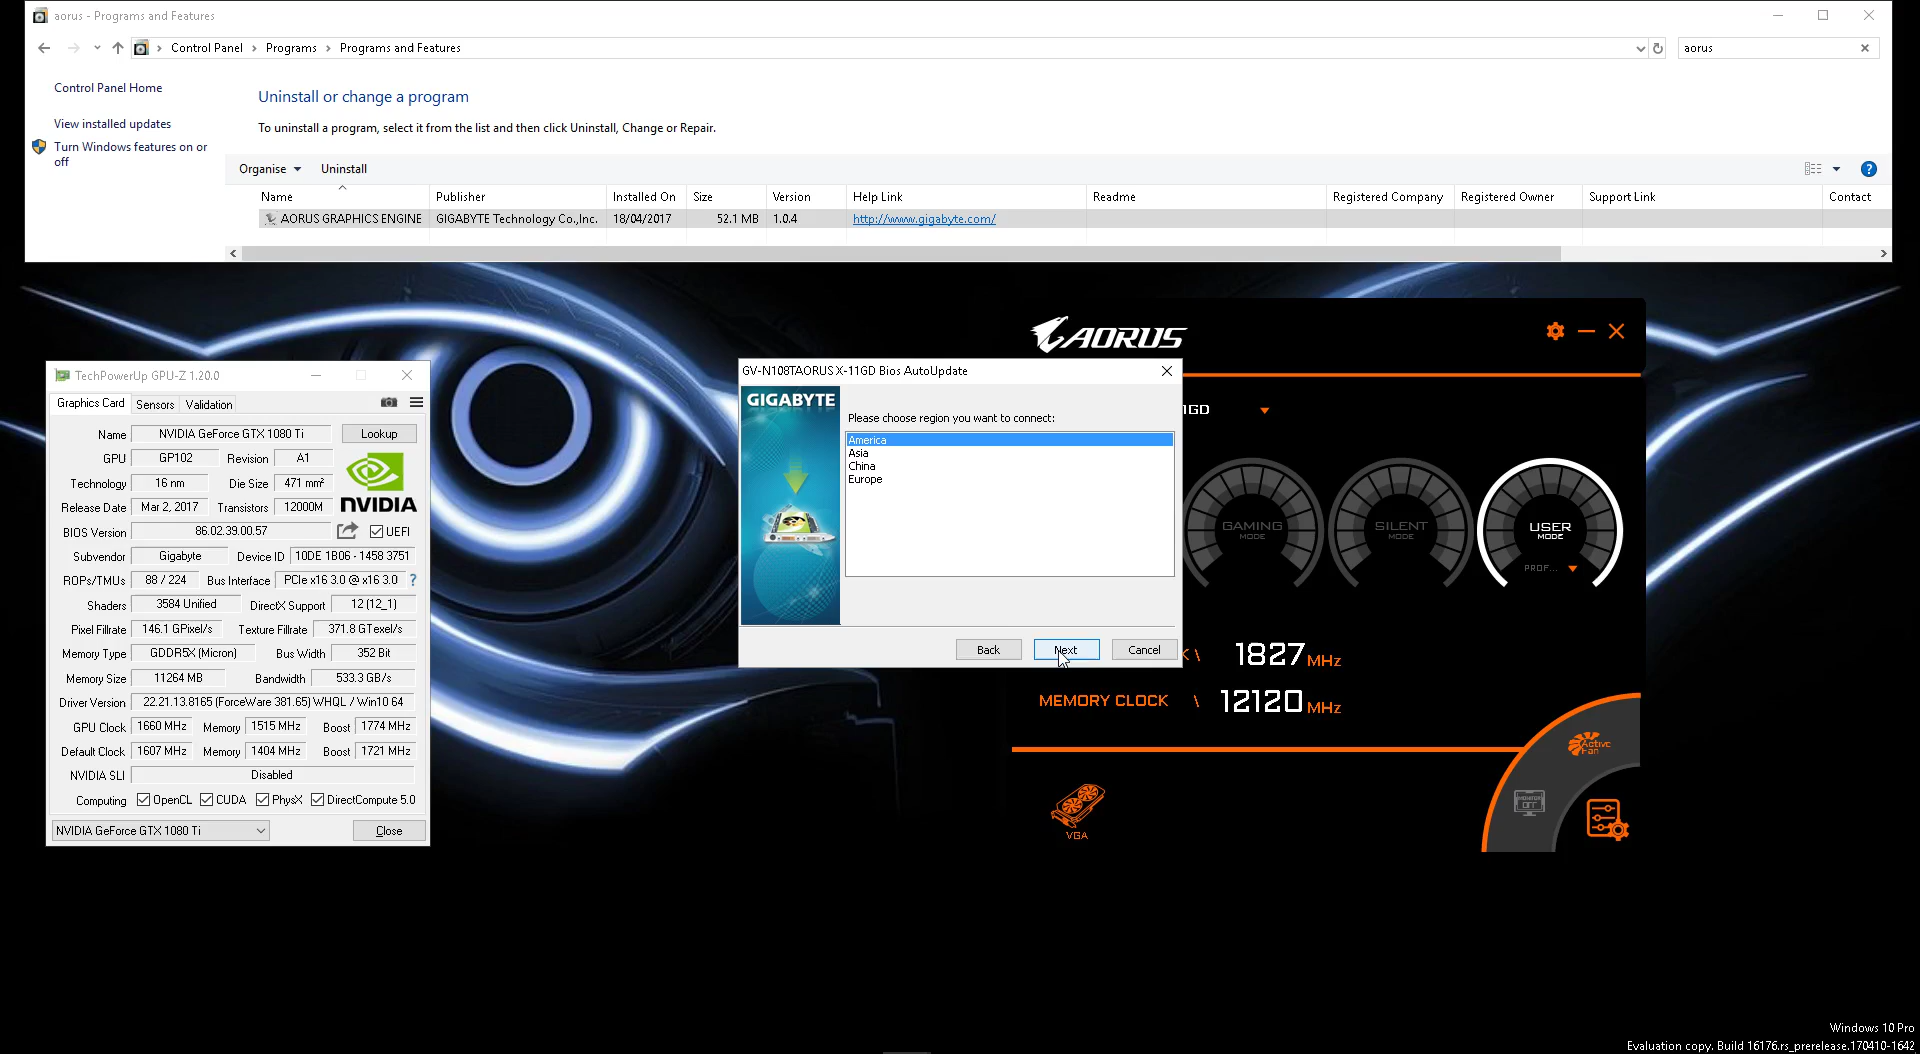 aorus - Programs and Features
Control Panel > Programs > Programs and Features
aorus
Control Panel Home
View installed updates
Turn Windows features on or off
Uninstall or change a program
To uninstall a program, select it from the list and then click Uninstall, Change or Repair.
Organise Uninstall
Name Publisher Installed On Size Version Help Link Readme Registered Company Registered Owner Support Link Contact
AORUS GRAPHICS ENGINE GIGABYTE Technology Co.,Inc. 18/04/2017 52.1 MB 1.0.4 http://www.gigabyte.com/
TechPowerUp GPU-Z 1.20.0
Graphics Card Sensors Validation
Name NVIDIA GeForce GTX 1080 Ti Lookup
GPU GP102 Revision A1
Technology 16 nm Die Size 471 mm²
Release Date Mar 2, 2017 Transistors 12000M
NVIDIA
BIOS Version 86.02.39.00.57 UEFI
Subvendor Gigabyte Device ID 10DE 1B06 - 1458 3751
ROPs/TMUs 88 / 224 Bus Interface PCIe x16 3.0 @ x16 3.0 ?
Shaders 3584 Unified DirectX Support 12 (12_1)
Pixel Fillrate 146.1 GPixel/s Texture Fillrate 371.8 GTexel/s
Memory Type GDDR5X (Micron) Bus Width 352 Bit
Memory Size 11264 MB Bandwidth 533.3 GB/s
Driver Version 22.21.13.8165 (ForceWare 381.65) WHQL / Win10 64
GPU Clock 1660 MHz Memory 1515 MHz Boost 1774 MHz
Default Clock 1607 MHz Memory 1404 MHz Boost 1721 MHz
NVIDIA SLI Disabled
Computing OpenCL CUDA PhysX DirectCompute 5.0
NVIDIA GeForce GTX 1080 Ti Close
GV-N108TAORUS X-11GD Bios AutoUpdate
GIGABYTE
Please choose region you want to connect:
America
Asia
China
Europe
Back Next Cancel
AORUS
1GD
GAMING MODE
SILENT MODE
USER MODE
PROF...
K \ 1827 MHz
MEMORY CLOCK \ 12120 MHz
Active Fan
MONITOR OFF
VGA
Windows 10 Pro
Evaluation copy. Build 16176.rs_prerelease.170410-1642